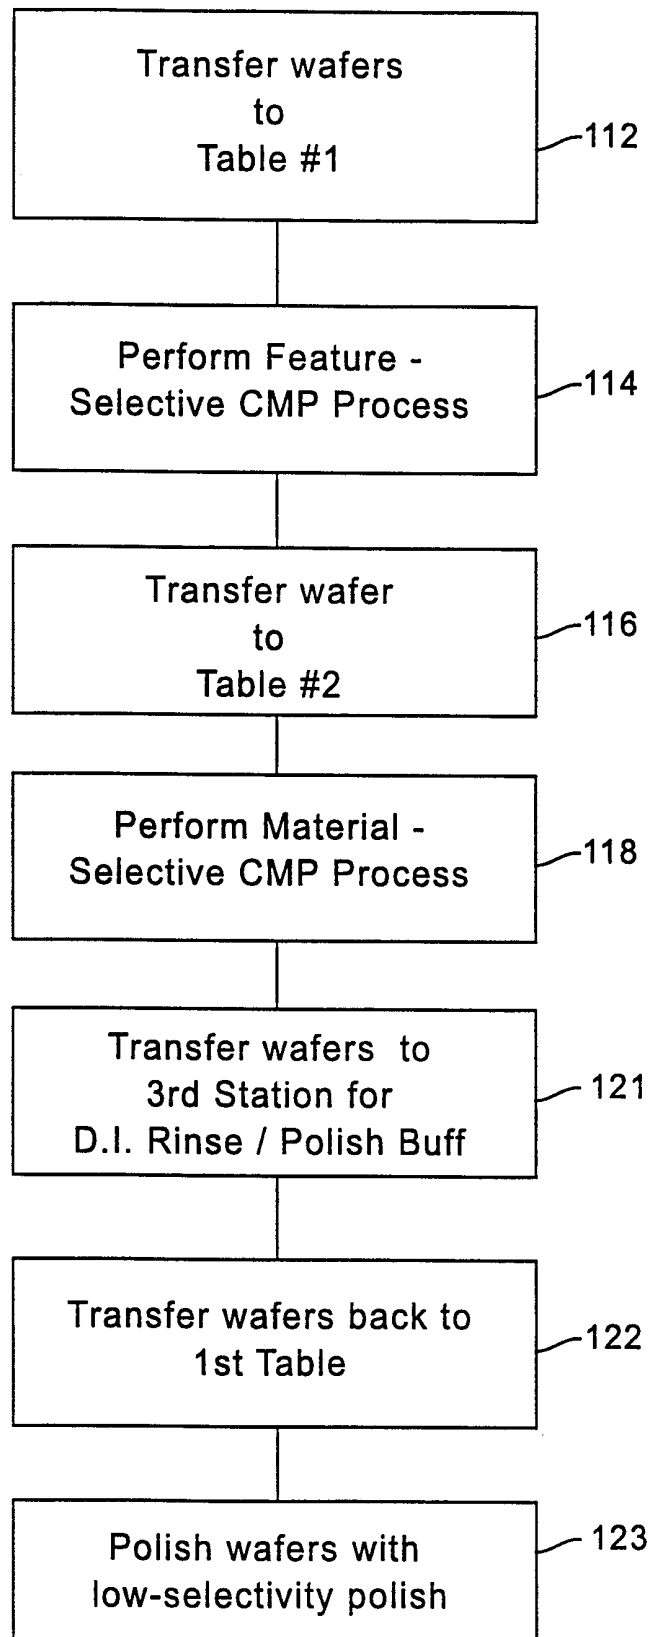 Transfer wafers
to
Table #1
112
Perform Feature -
Selective CMP Process
114
Transfer wafer
to
Table #2
116
Perform Material -
Selective CMP Process
118
Transfer wafers to
3rd Station for
D.I. Rinse / Polish Buff
121
Transfer wafers back to
1st Table
122
Polish wafers with
low-selectivity polish
123